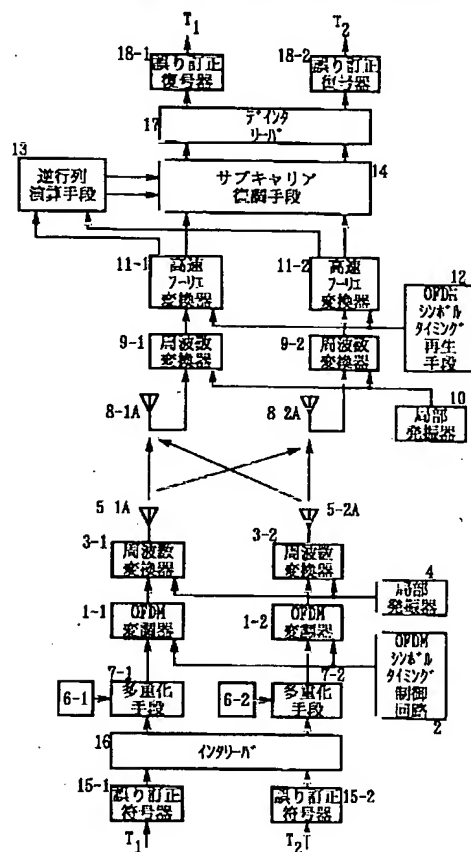 T1
T2
18-1
18-2
誤り訂正
復号器
誤り訂正
復号器
17
デインタ
リーバ
13
逆行列
演算手段
サブキャリア
復調手段
14
11-1
高速
フーリエ
変換器
11-2
高速
フーリエ
変換器
12
OFDM
シンボル
タイミング
再生
手段
9-1
周波数
変換器
9-2
周波数
変換器
10
局部
発振器
8-1A
8 2A
5 1A
5-2A
3-1
周波数
変換器
3-2
周波数
変換器
4
局部
発振器
1-1
OFDM
変調器
1-2
OFDM
変調器
OFDM
シンボル
タイミング
制御
回路
2
6-1
7-1
多重化
手段
6-2
7-2
多重化
手段
16
インタリーバ
15-1
誤り訂正
符号器
誤り訂正
符号器
15-2
T1
T2